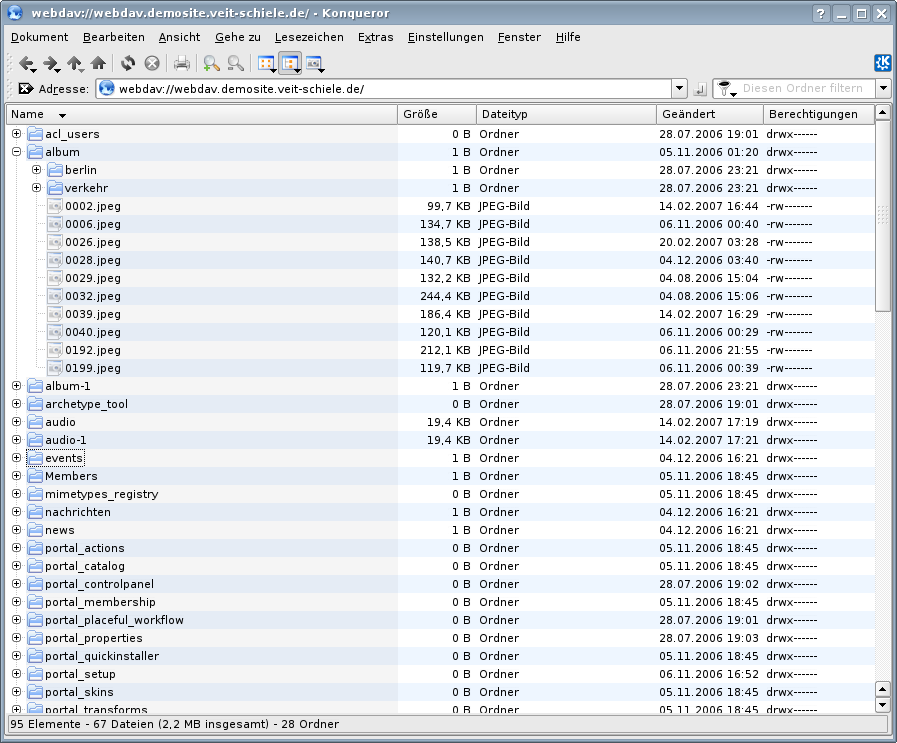 webdav://webdav.demosite.veit-schiele.de/ - Konqueror
Dokument Bearbeiten Ansicht Gehe zu Lesezeichen Extras Einstellungen Fenster Hilfe
Adresse: webdav://webdav.demosite.veit-schiele.de/ Diesen Ordner filtern
Name Größe Dateityp Geändert Berechtigungen
acl_users 0 B Ordner 28.07.2006 19:01 drwx------
album 1 B Ordner 05.11.2006 01:20 drwx------
berlin 1 B Ordner 28.07.2006 23:21 drwx------
verkehr 1 B Ordner 28.07.2006 23:21 drwx------
0002.jpeg 99,7 KB JPEG-Bild 14.02.2007 16:44 -rw-------
0006.jpeg 134,7 KB JPEG-Bild 06.11.2006 00:40 -rw-------
0026.jpeg 138,5 KB JPEG-Bild 20.02.2007 03:28 -rw-------
0028.jpeg 140,7 KB JPEG-Bild 04.12.2006 03:40 -rw-------
0029.jpeg 132,2 KB JPEG-Bild 04.08.2006 15:04 -rw-------
0032.jpeg 244,4 KB JPEG-Bild 04.08.2006 15:06 -rw-------
0039.jpeg 186,4 KB JPEG-Bild 14.02.2007 16:29 -rw-------
0040.jpeg 120,1 KB JPEG-Bild 06.11.2006 00:29 -rw-------
0192.jpeg 212,1 KB JPEG-Bild 06.11.2006 21:55 -rw-------
0199.jpeg 119,7 KB JPEG-Bild 06.11.2006 00:39 -rw-------
album-1 1 B Ordner 28.07.2006 23:21 drwx------
archetype_tool 0 B Ordner 28.07.2006 19:01 drwx------
audio 19,4 KB Ordner 14.02.2007 17:19 drwx------
audio-1 19,4 KB Ordner 14.02.2007 17:21 drwx------
events 1 B Ordner 04.12.2006 16:21 drwx------
Members 1 B Ordner 05.11.2006 18:45 drwx------
mimetypes_registry 0 B Ordner 05.11.2006 18:45 drwx------
nachrichten 1 B Ordner 04.12.2006 16:21 drwx------
news 1 B Ordner 04.12.2006 16:21 drwx------
portal_actions 0 B Ordner 05.11.2006 18:45 drwx------
portal_catalog 0 B Ordner 05.11.2006 18:45 drwx------
portal_controlpanel 0 B Ordner 28.07.2006 19:02 drwx------
portal_membership 0 B Ordner 05.11.2006 18:45 drwx------
portal_placeful_workflow 0 B Ordner 28.07.2006 19:01 drwx------
portal_properties 0 B Ordner 28.07.2006 19:03 drwx------
portal_quickinstaller 0 B Ordner 05.11.2006 18:45 drwx------
portal_setup 0 B Ordner 06.11.2006 16:52 drwx------
portal_skins 0 B Ordner 05.11.2006 18:45 drwx------
portal_transforms 0 B Ordner 05.11.2006 18:45 drwx------
95 Elemente - 67 Dateien (2,2 MB insgesamt) - 28 Ordner